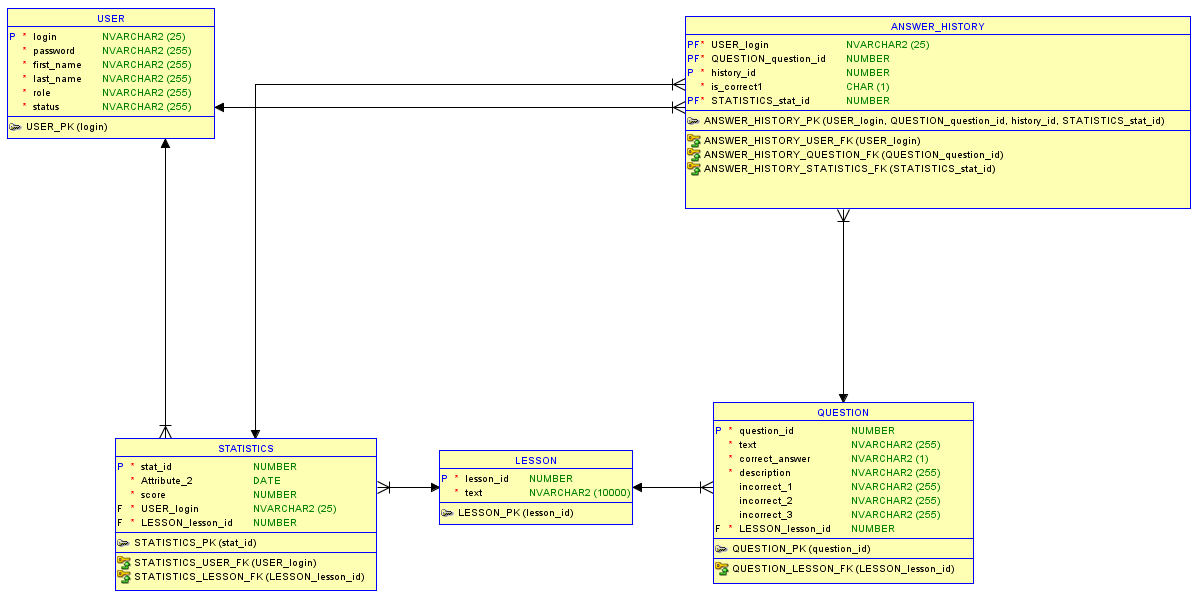 USER
P * login NVARCHAR2 (25)
* password NVARCHAR2 (255)
* first_name NVARCHAR2 (255)
* last_name NVARCHAR2 (255)
* role NVARCHAR2 (255)
* status NVARCHAR2 (255)
USER_PK (login)
ANSWER_HISTORY
PF* USER_login NVARCHAR2 (25)
PF* QUESTION_question_id NUMBER
P * history_id NUMBER
* is_correct1 CHAR (1)
PF* STATISTICS_stat_id NUMBER
ANSWER_HISTORY_PK (USER_login, QUESTION_question_id, history_id, STATISTICS_stat_id)
ANSWER_HISTORY_USER_FK (USER_login)
ANSWER_HISTORY_QUESTION_FK (QUESTION_question_id)
ANSWER_HISTORY_STATISTICS_FK (STATISTICS_stat_id)
STATISTICS
P * stat_id NUMBER
* Attribute_2 DATE
* score NUMBER
F * USER_login NVARCHAR2 (25)
F * LESSON_lesson_id NUMBER
STATISTICS_PK (stat_id)
STATISTICS_USER_FK (USER_login)
STATISTICS_LESSON_FK (LESSON_lesson_id)
LESSON
P * lesson_id NUMBER
* text NVARCHAR2 (10000)
LESSON_PK (lesson_id)
QUESTION
P * question_id NUMBER
* text NVARCHAR2 (255)
* correct_answer NVARCHAR2 (1)
* description NVARCHAR2 (255)
incorrect_1 NVARCHAR2 (255)
incorrect_2 NVARCHAR2 (255)
incorrect_3 NVARCHAR2 (255)
F * LESSON_lesson_id NUMBER
QUESTION_PK (question_id)
QUESTION_LESSON_FK (LESSON_lesson_id)